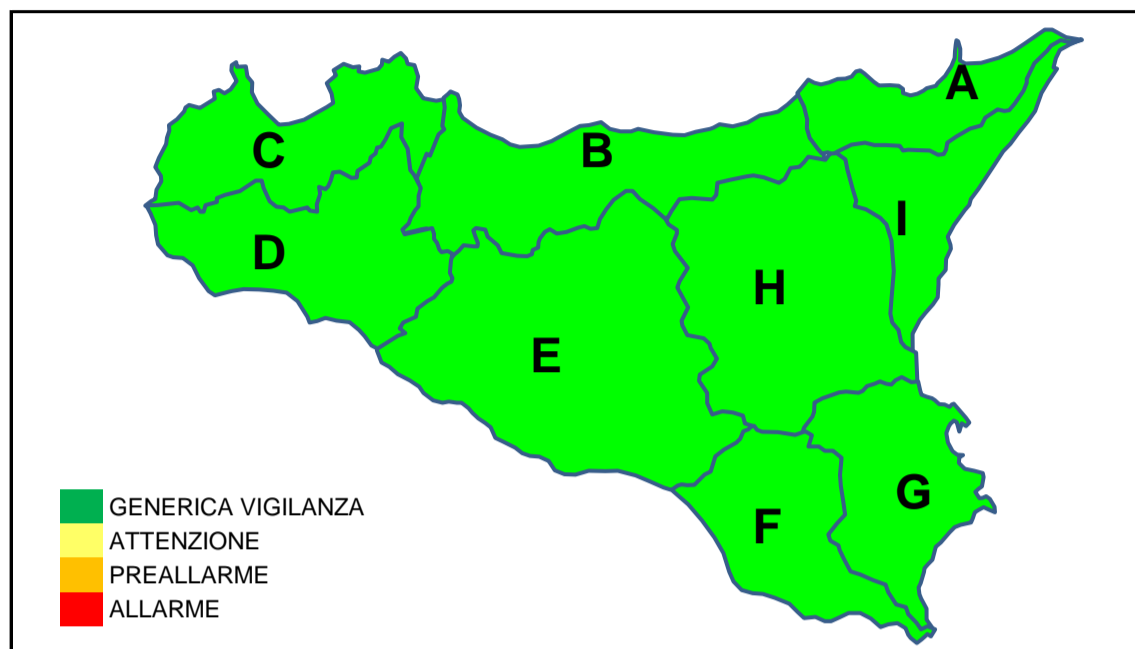 A
C
B
I
D
H
E
G
F
GENERICA VIGILANZA
ATTENZIONE
PREALLARME
ALLARME